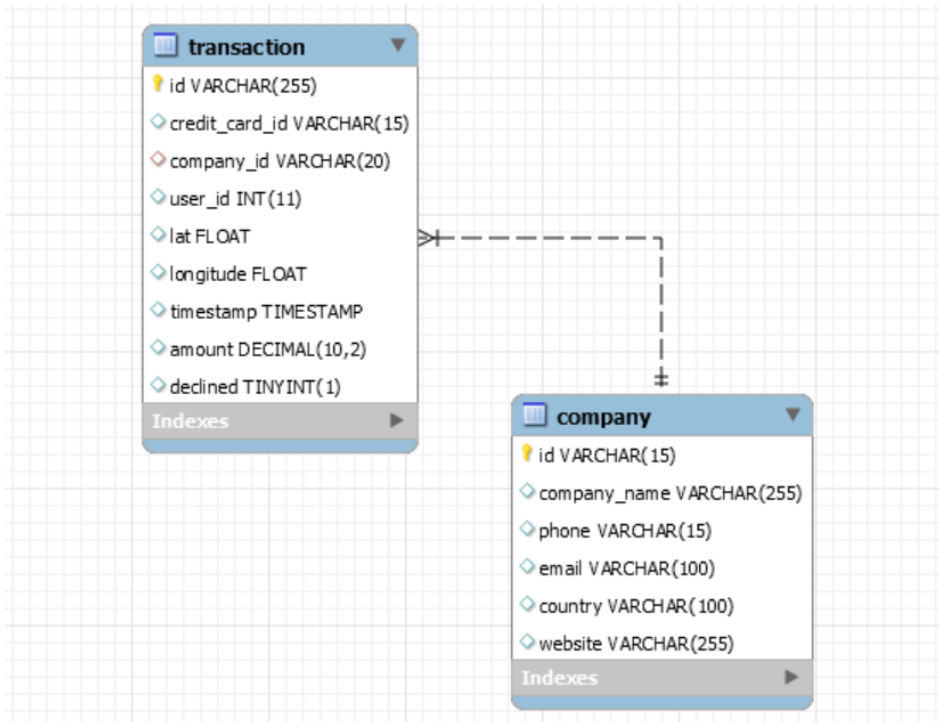 transaction
id VARCHAR(255)
credit_card_id VARCHAR(15)
company_id VARCHAR(20)
user_id INT(11)
lat FLOAT
longitude FLOAT
timestamp TIMESTAMP
amount DECIMAL(10,2)
declined TINYINT(1)
Indexes
company
id VARCHAR(15)
company_name VARCHAR(255)
phone VARCHAR(15)
email VARCHAR(100)
country VARCHAR(100)
website VARCHAR(255)
Indexes